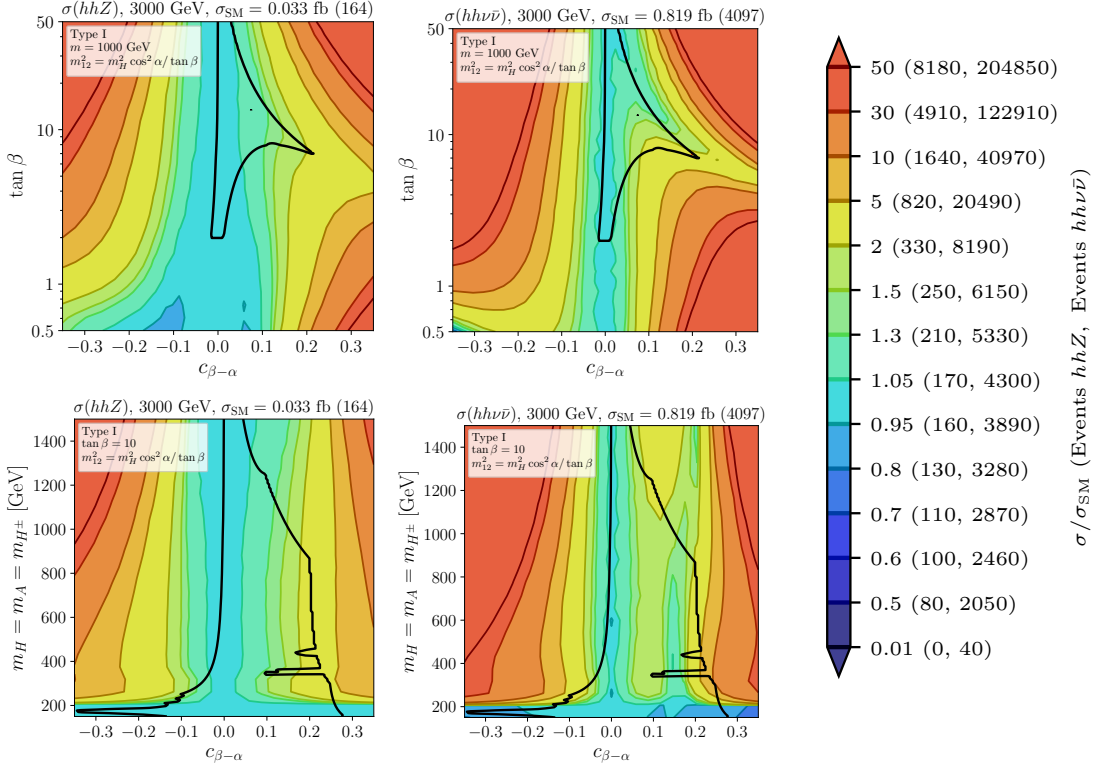 σ(hhZ), 3000 GeV, σ_SM = 0.033 fb (164)
Type I
m = 1000 GeV
m²₁₂ = m²_H cos² α/ tan β
50
10
1
0.5
tan β
−0.3 −0.2 −0.1 0.0 0.1 0.2 0.3
c_{β−α}
σ(hhνν̄), 3000 GeV, σ_SM = 0.819 fb (4097)
Type I
m = 1000 GeV
m²₁₂ = m²_H cos² α/ tan β
50
10
1
0.5
tan β
−0.3 −0.2 −0.1 0.0 0.1 0.2 0.3
c_{β−α}
σ(hhZ), 3000 GeV, σ_SM = 0.033 fb (164)
Type I
tan β = 10
m²₁₂ = m²_H cos² α/ tan β
1400
1200
1000
800
600
400
200
m_H = m_A = m_{H±} [GeV]
−0.3 −0.2 −0.1 0.0 0.1 0.2 0.3
c_{β−α}
σ(hhνν̄), 3000 GeV, σ_SM = 0.819 fb (4097)
Type I
tan β = 10
m²₁₂ = m²_H cos² α/ tan β
1400
1200
1000
800
600
400
200
m_H = m_A = m_{H±} [GeV]
−0.3 −0.2 −0.1 0.0 0.1 0.2 0.3
c_{β−α}
50 (8180, 204850)
30 (4910, 122910)
10 (1640, 40970)
5 (820, 20490)
2 (330, 8190)
1.5 (250, 6150)
1.3 (210, 5330)
1.05 (170, 4300)
0.95 (160, 3890)
0.8 (130, 3280)
0.7 (110, 2870)
0.6 (100, 2460)
0.5 (80, 2050)
0.01 (0, 40)
σ/σ_SM (Events hhZ, Events hhνν̄)